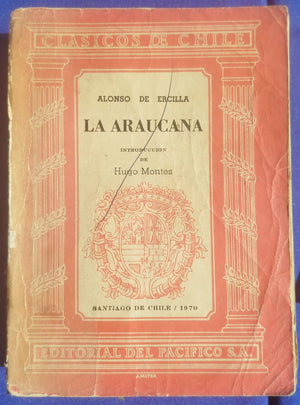 CLASICOS DE CHILE
ALONSO DE ERCILLA
LA ARAUCANA
INTRODUCCION
DE
Hugo Montes
SANTIAGO DE CHILE / 1970
EDITORIAL DEL PACIFICO S.A.
AMSTER